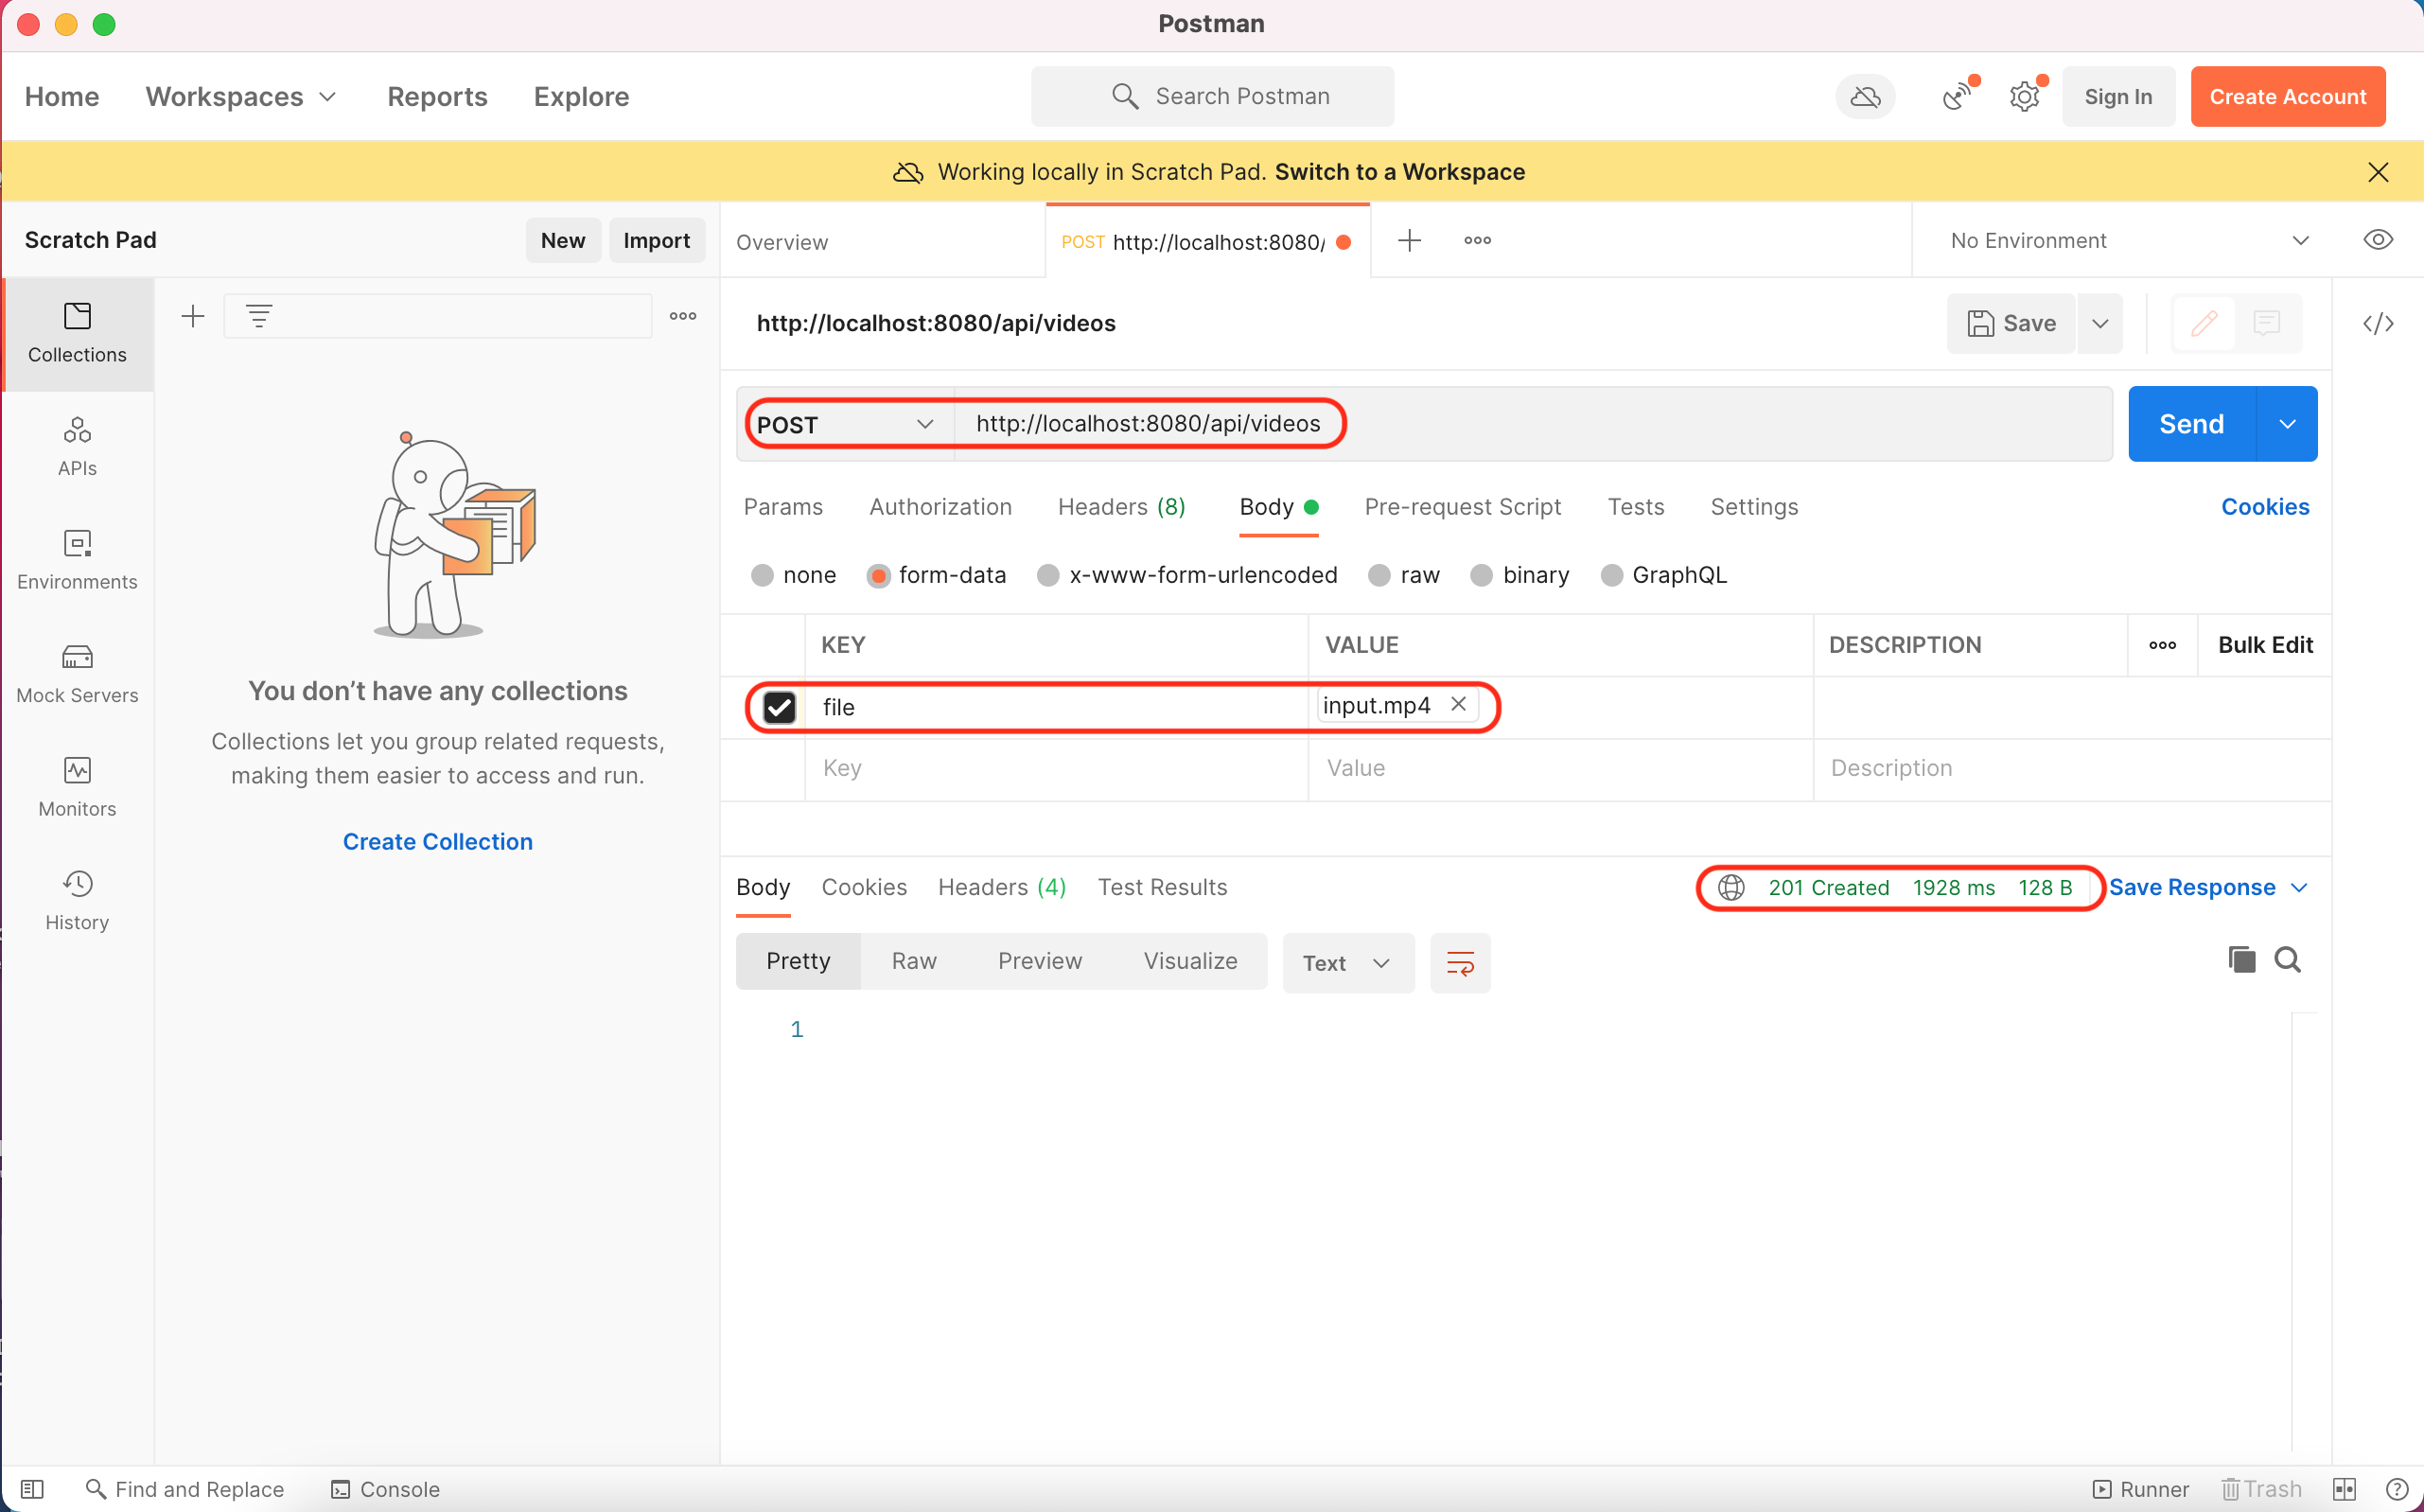 Postman
Home Workspaces Reports Explore Search Postman Sign In Create Account
Working locally in Scratch Pad. Switch to a Workspace
Scratch Pad New Import Overview POST http://localhost:8080/ No Environment
Collections
APIs
Environments
Mock Servers
Monitors
History
You don’t have any collections
Collections let you group related requests,
making them easier to access and run.
Create Collection
http://localhost:8080/api/videos Save
POST http://localhost:8080/api/videos Send
Params Authorization Headers (8) Body Pre-request Script Tests Settings Cookies
none form-data x-www-form-urlencoded raw binary GraphQL
KEY VALUE DESCRIPTION Bulk Edit
file input.mp4
Key Value Description
Body Cookies Headers (4) Test Results 201 Created 1928 ms 128 B Save Response
Pretty Raw Preview Visualize Text
1
Find and Replace Console Runner Trash